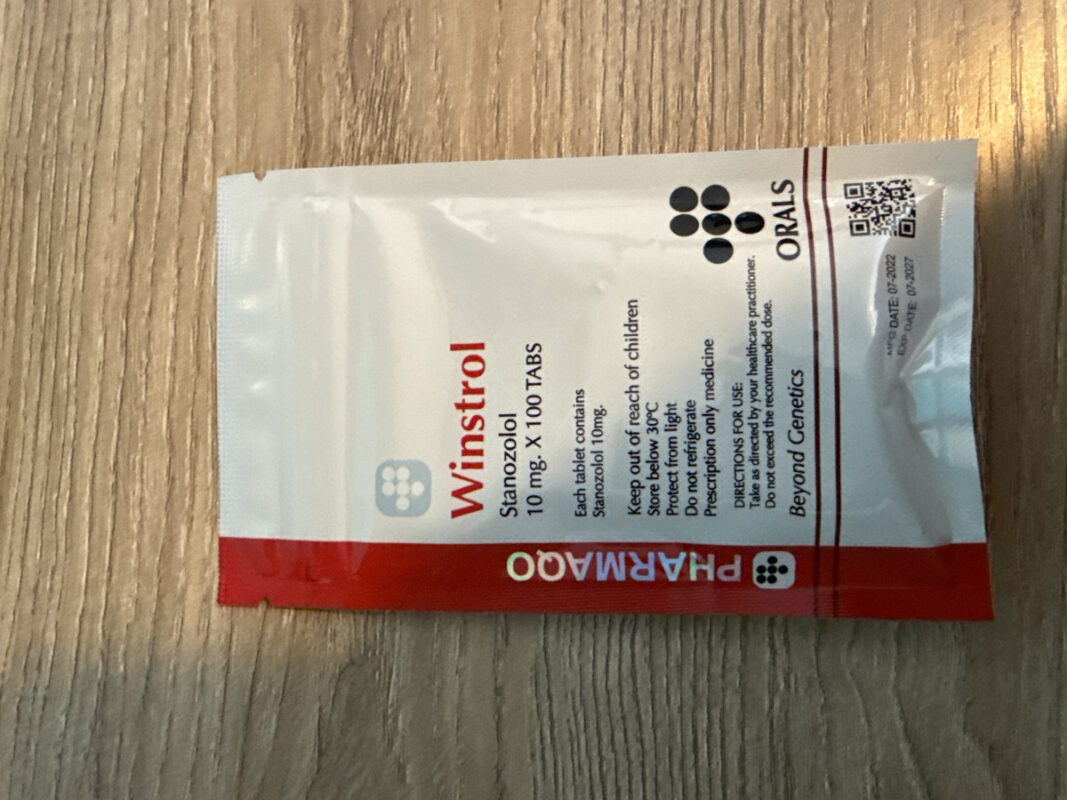 Winstrol
Stanozolol
10 mg. X 100 TABS
Each tablet contains
Stanozolol 10mg.
Keep out of reach of children
Store below 30ºC
Protect from light
Do not refrigerate
Prescription only medicine
DIRECTIONS FOR USE:
Take as directed by your healthcare practitioner.
Do not exceed the recommended dose.
Beyond Genetics
ORALS
MFG DATE: 07-2022
EXP DATE: 07-2027
PHARMAQO